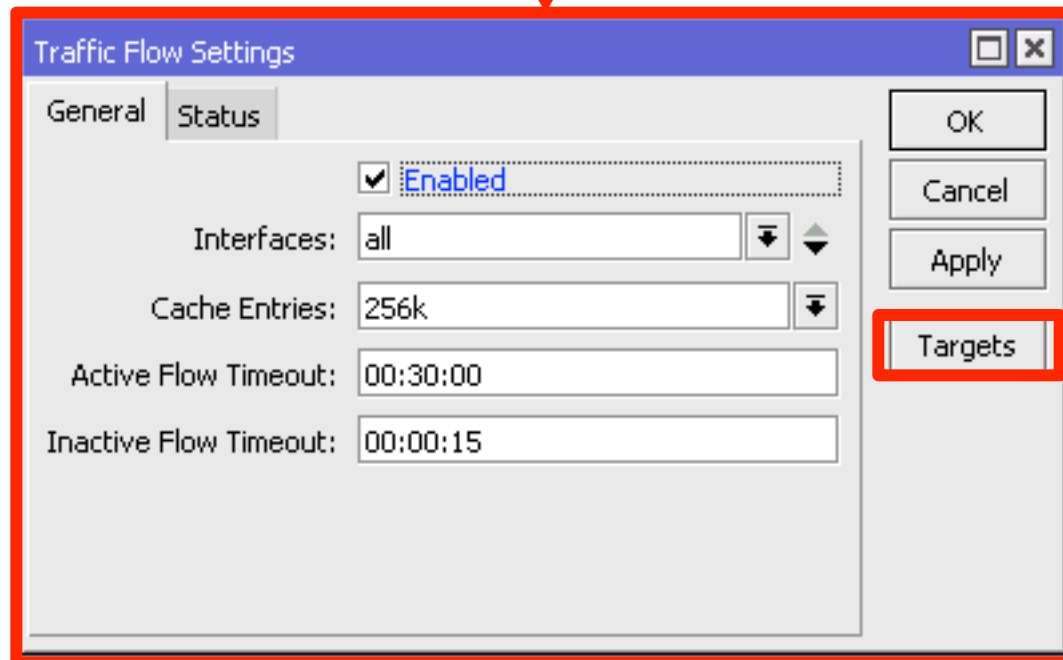 Traffic Flow Settings
General Status
OK
Enabled
Cancel
Interfaces: all
Apply
Cache Entries: 256k
Targets
Active Flow Timeout: 00:30:00
Inactive Flow Timeout: 00:00:15